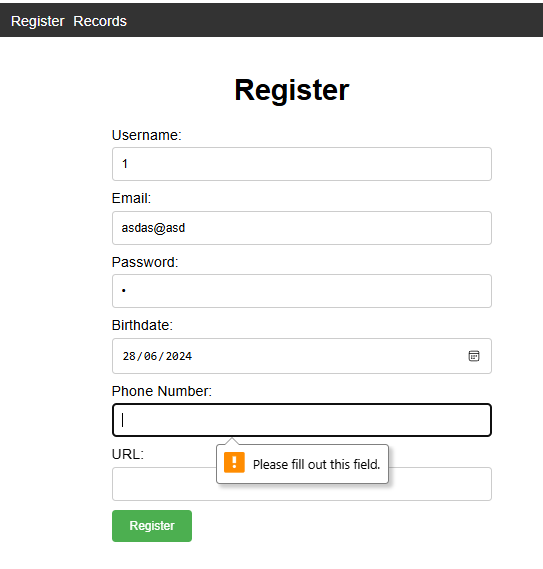 Register Records
Register
Username:
1
Email:
asdas@asd
Password:
•
Birthdate:
28/06/2024
Phone Number:
URL:
Please fill out this field.
Register